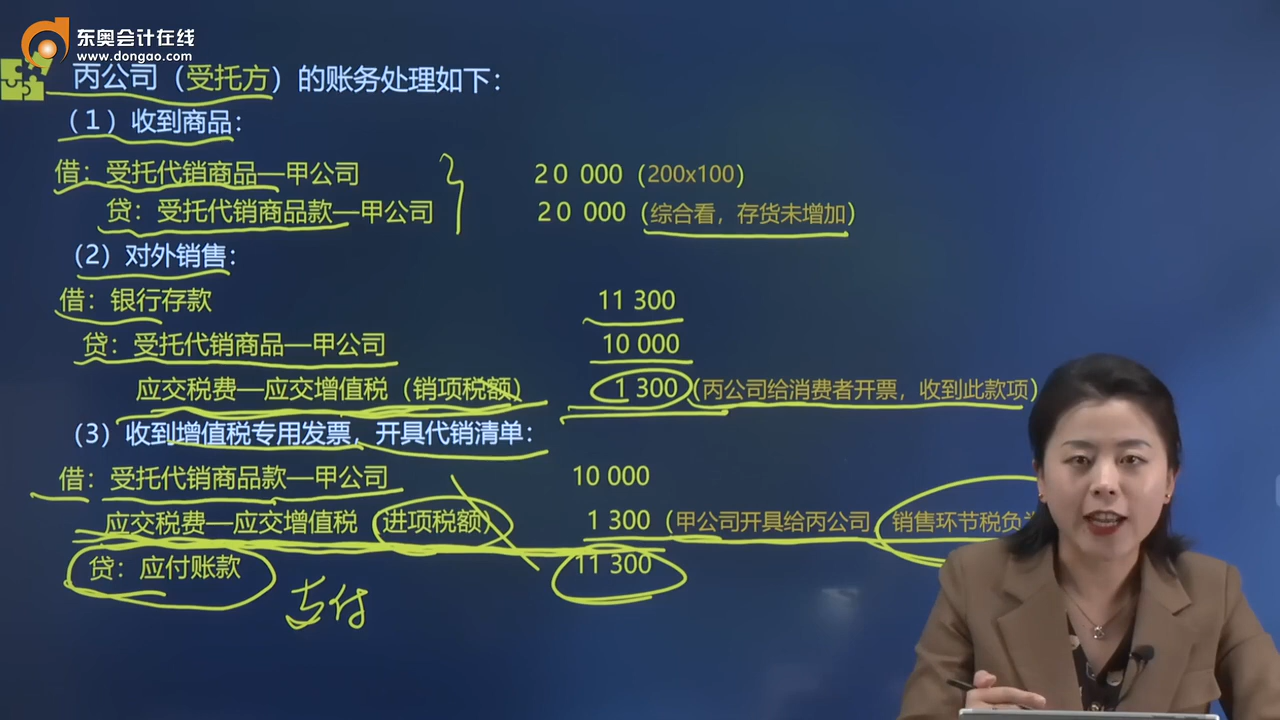 东奥会计在线
www.dongao.com
丙公司（受托方）的账务处理如下：
（1）收到商品：
借：受托代销商品—甲公司 20 000（200x100）
贷：受托代销商品款—甲公司 20 000（综合看，存货未增加）
（2）对外销售：
借：银行存款 11 300
贷：受托代销商品—甲公司 10 000
应交税费—应交增值税（销项税额） 1 300（丙公司给消费者开票，收到此款项）
（3）收到增值税专用发票，开具代销清单：
借：受托代销商品款—甲公司 10 000
应交税费—应交增值税（进项税额） 1 300（甲公司开具给丙公司，销售环节税负
贷：应付账款 11 300
支付